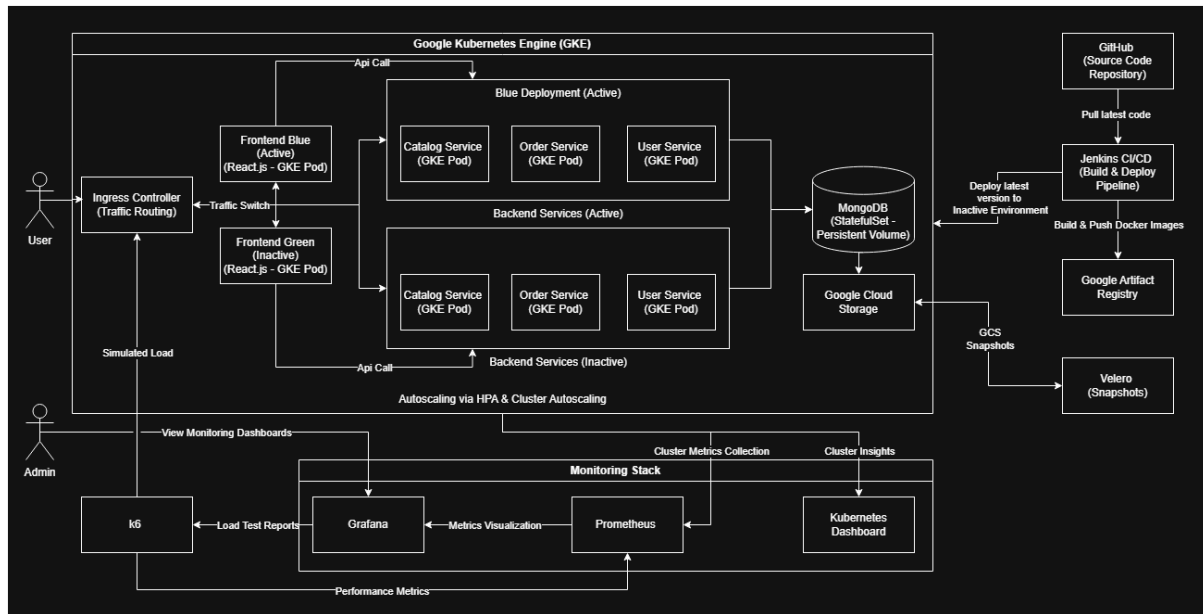 Google Kubernetes Engine (GKE)
GitHub
(Source Code
Repository)
Api Call
Blue Deployment (Active)
Pull latest code
Frontend Blue
(Active)
(React.js - GKE Pod)
Catalog Service
(GKE Pod)
Order Service
(GKE Pod)
User Service
(GKE Pod)
Jenkins CI/CD
(Build & Deploy
Pipeline)
Ingress Controller
(Traffic Routing)
Traffic Switch
Deploy latest
version to
Inactive Environment
User
Backend Services (Active)
MongoDB
(StatefulSet -
Persistent Volume)
Build & Push Docker Images
Frontend Green
(Inactive)
(React.js - GKE Pod)
Catalog Service
(GKE Pod)
Order Service
(GKE Pod)
User Service
(GKE Pod)
Google Cloud
Storage
Google Artifact
Registry
GCS
Snapshots
Simulated Load
Api Call
Backend Services (Inactive)
Velero
(Snapshots)
Autoscaling via HPA & Cluster Autoscaling
View Monitoring Dashboards
Admin
Cluster Metrics Collection
Cluster Insights
Monitoring Stack
k6
Load Test Reports
Grafana
Metrics Visualization
Prometheus
Kubernetes
Dashboard
Performance Metrics